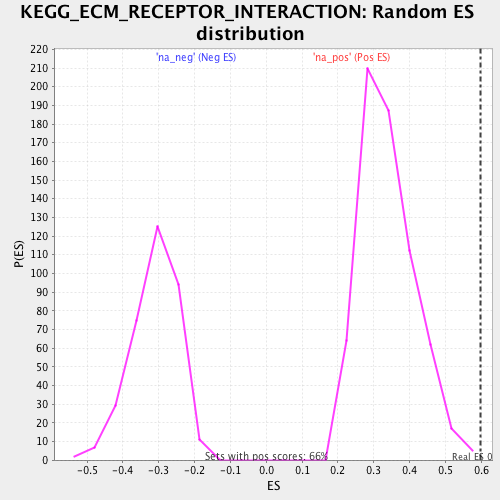 KEGG_ECM_RECEPTOR_INTERACTION: Random ES
distribution
'na_neg' (Neg ES) 'na_pos' (Pos ES)
220
210
200
190
180
170
160
150
140
130
120
110
100
90
80
70
60
50
40
30
20
10
0
P(ES)
Sets with pos scores: 66%
Real ES 0
-0.5 -0.4 -0.3 -0.2 -0.1 0.0 0.1 0.2 0.3 0.4 0.5 0.6
ES